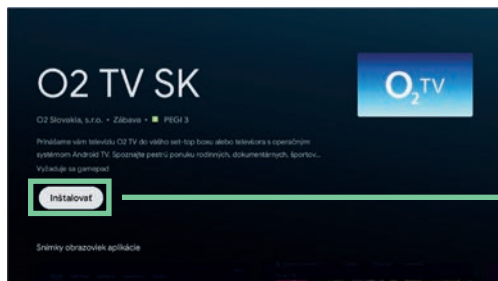 O2 TV SK
O2 TV
O2 Slovakia, s.r.o. • Zábava • PEGI 3
Prinášame vám televíziu O2 TV do vášho set-top boxu alebo televízora s operačným
systémom Android TV. Spoznajte pestrú ponuku rodinných, dokumentárnych, športov...
Vyžaduje sa gamepad
Inštalovať
Snímky obrazoviek aplikácie